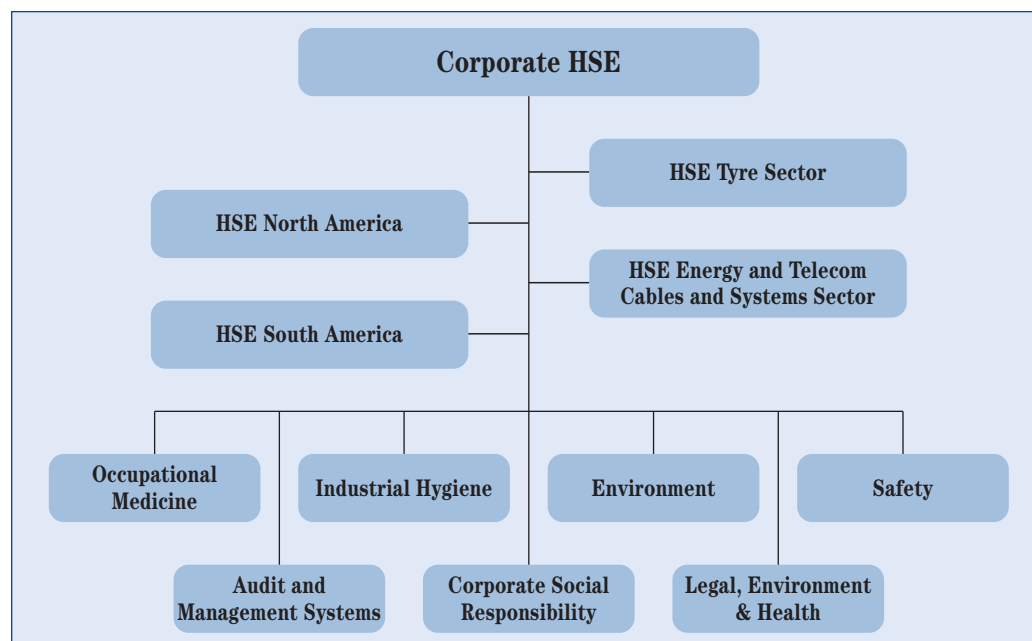 Corporate HSE
HSE Tyre Sector
HSE North America
HSE Energy and Telecom
Cables and Systems Sector
HSE South America
Occupational
Medicine
Industrial Hygiene
Environment
Safety
Audit and
Management Systems
Corporate Social
Responsibility
Legal, Environment
& Health